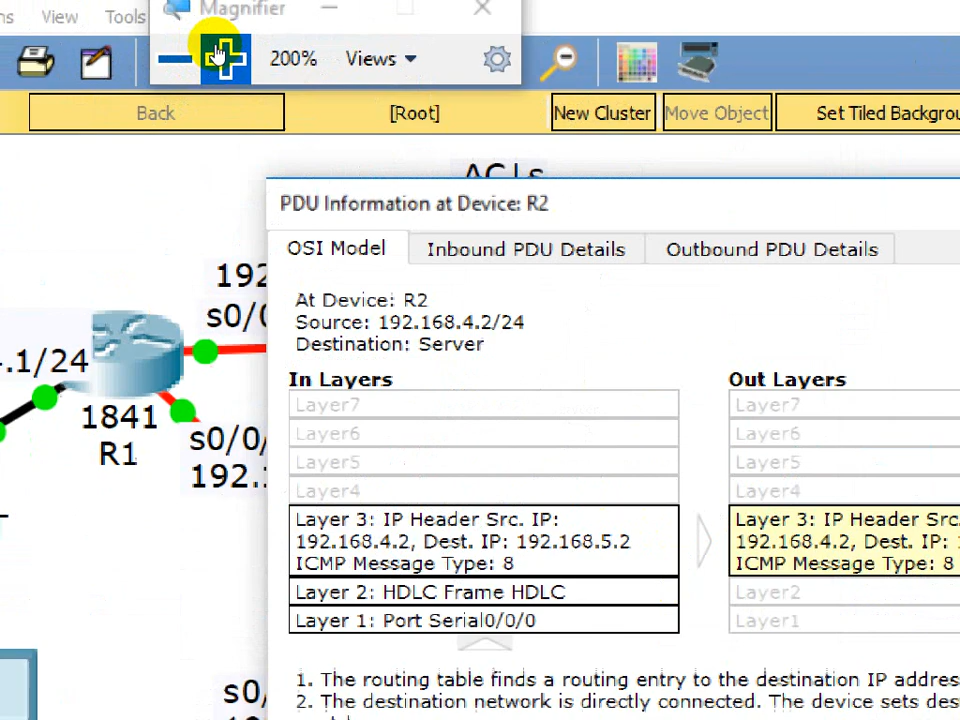 Magnifier
View Tools
200% Views
Back [Root] New Cluster Move Object Set Tiled
ACLs
PDU Information at Device: R2
OSI Model Inbound PDU Details Outbound PDU Details
At Device: R2
Source: 192.168.4.2/24
Destination: Server
In Layers Out Layers
Layer7 Layer7
Layer6 Layer6
Layer5 Layer5
Layer4 Layer4
Layer 3: IP Header Src. IP:
192.168.4.2, Dest. IP: 192.168.5.2
ICMP Message Type: 8
Layer 3: IP Header Src.
192.168.4.2, Dest. IP:
ICMP Message Type: 8
Layer 2: HDLC Frame HDLC Layer2
Layer 1: Port Serial0/0/0 Layer1
1. The routing table finds a routing entry to the destination IP
2. The destination network is directly connected. The device sets
192
s0/0
.1/24
1841
R1
s0/0/
192.
s0/